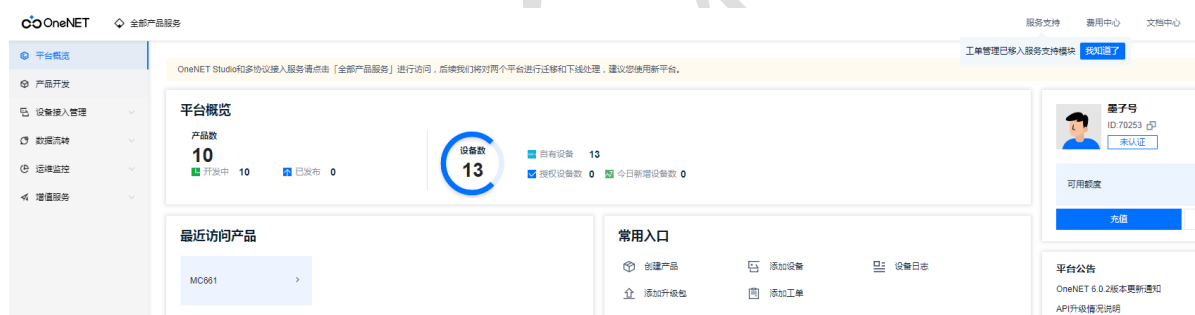 OneNET 全部产品服务 服务支持 费用中心 文档中心
工单管理已移入服务支持模块 我知道了
平台概览
产品开发
设备接入管理
数据流转
运维监控
增值服务
OneNET Studio和多协议接入服务请点击「全部产品服务」进行访问，后续我们将对两个平台进行迁移和下线处理，建议您使用新平台。
平台概览
产品数
10
开发中 10 已发布 0
设备数
13
自有设备 13
授权设备数 0 今日新增设备数 0
墨子号
ID:70253
未认证
可用额度
充值
最近访问产品
MC661
常用入口
创建产品 添加设备 设备日志
添加升级包 添加工单
平台公告
OneNET 6.0.2版本更新通知
API升级情况说明